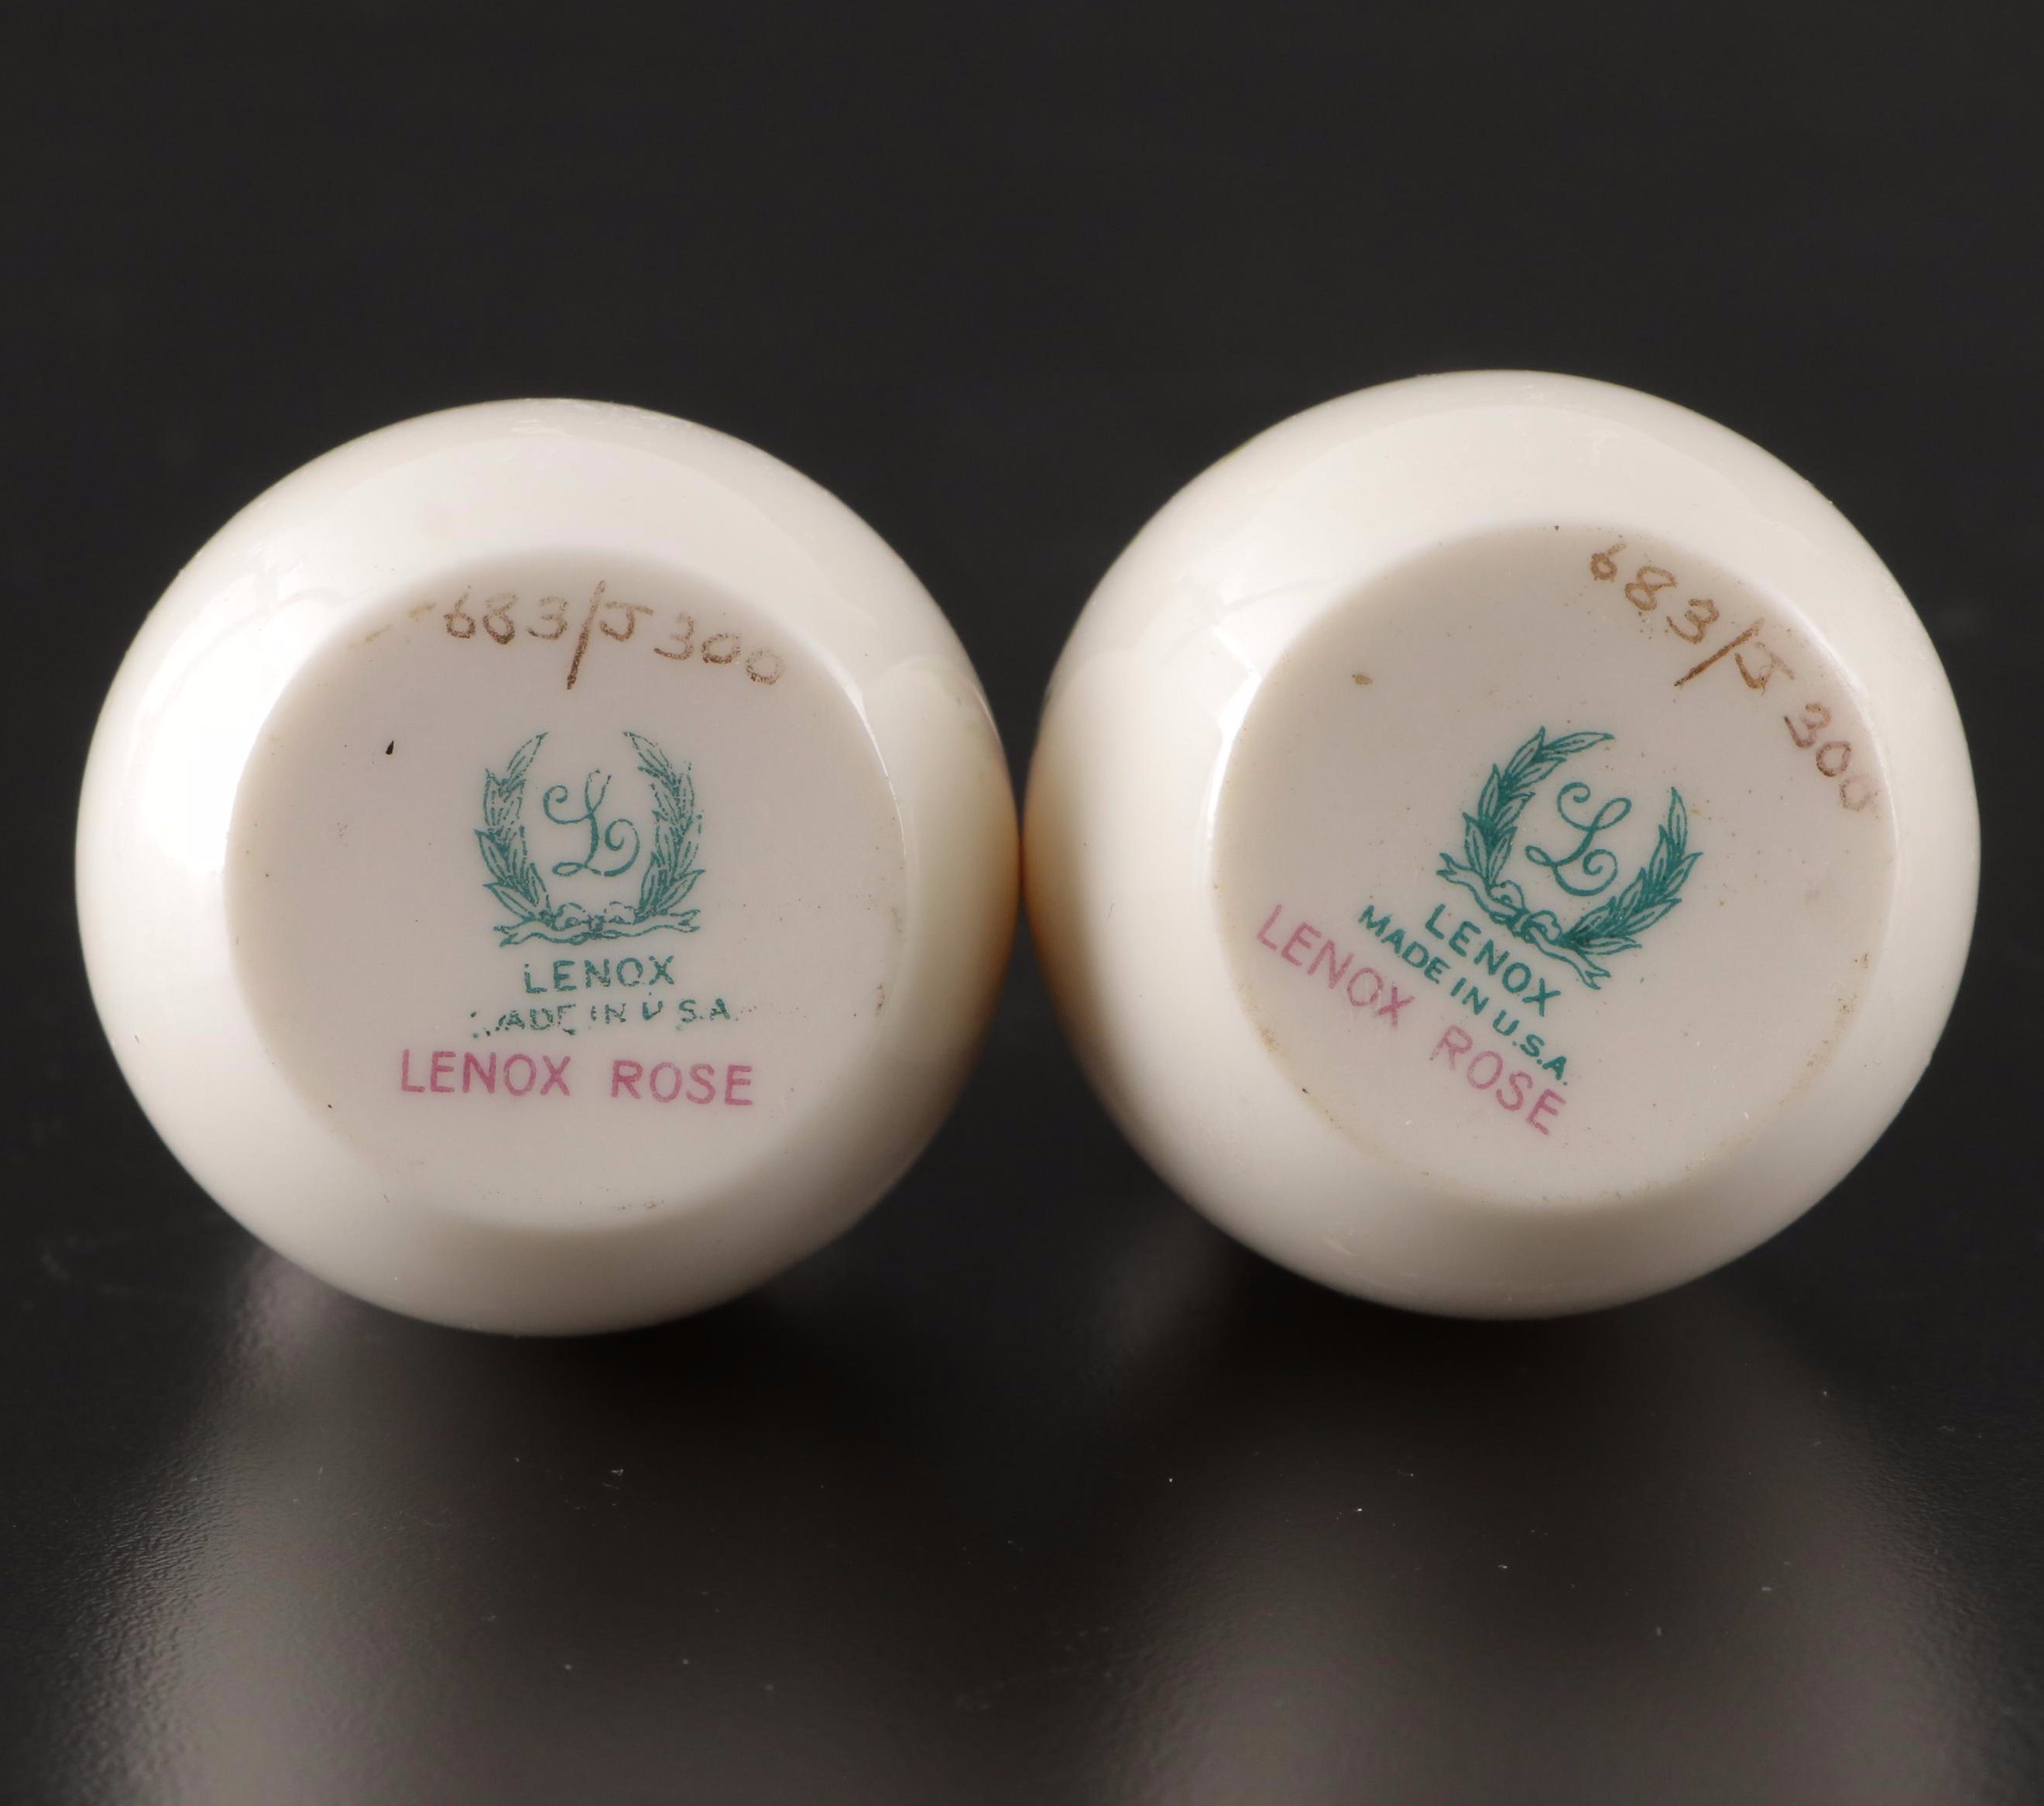 683/J300
L
LENOX
MADE IN U.S.A.
LENOX ROSE
683/J300
L
LENOX
MADE IN U.S.A.
LENOX ROSE